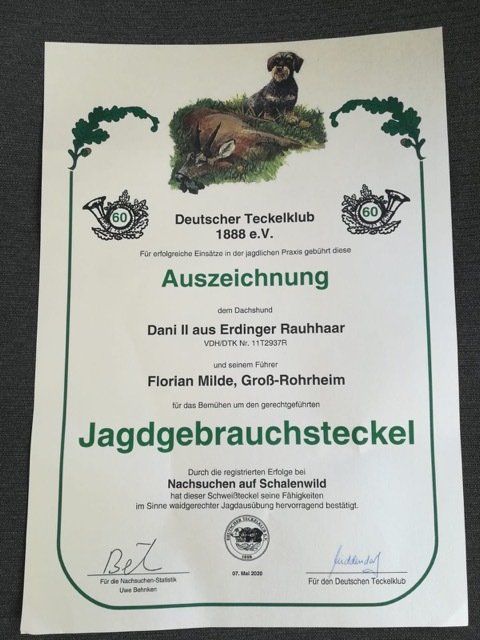 60
60
Deutscher Teckelklub
1888 e.V.
Für erfolgreiche Einsätze in der jagdlichen Praxis gebührt diese
Auszeichnung
dem Dachshund
Dani II aus Erdinger Rauhhaar
VDH/DTK Nr. 11T2937R
und seinem Führer
Florian Milde, Groß-Rohrheim
für das Bemühen um den gerechtgeführten
Jagdgebrauchsteckel
Durch die registrierten Erfolge bei
Nachsuchen auf Schalenwild
hat dieser Schweißteckel seine Fähigkeiten
im Sinne waidgerechter Jagdausübung hervorragend bestätigt.
DEUTSCHER TECKELKLUB e.V.
1888
07. Mai 2020
Für die Nachsuchen-Statistik
Uwe Behnken
Für den Deutschen Teckelklub